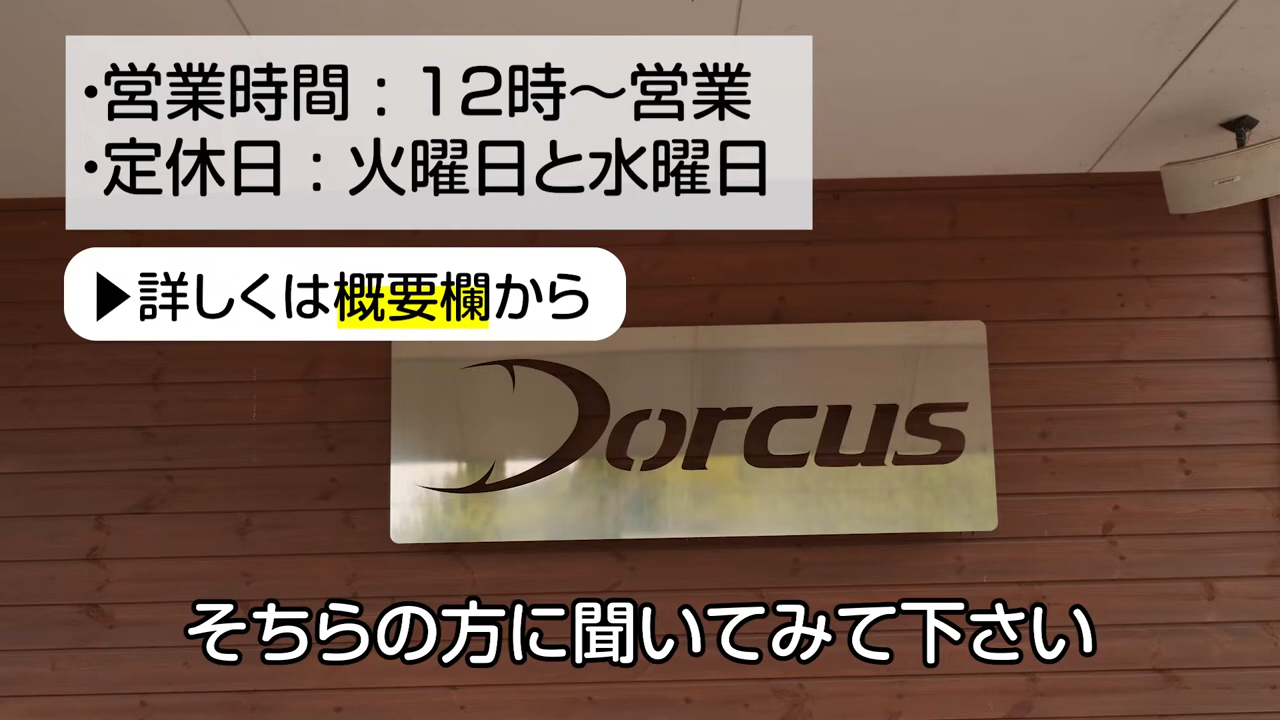 ・営業時間：12時～営業
・定休日：火曜日と水曜日
▶詳しくは概要欄から
Dorcus
そちらの方に聞いてみて下さい